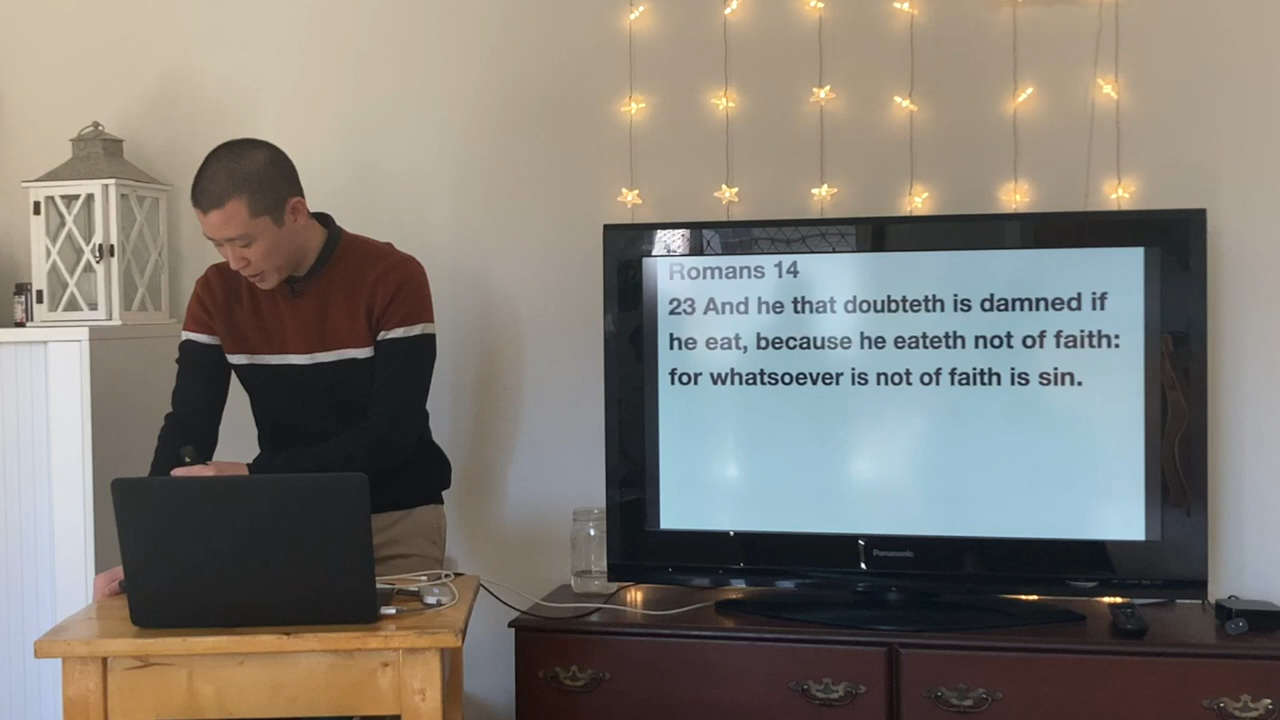 Romans 14
23 And he that doubteth is damned if
he eat, because he eateth not of faith:
for whatsoever is not of faith is sin.
Panasonic